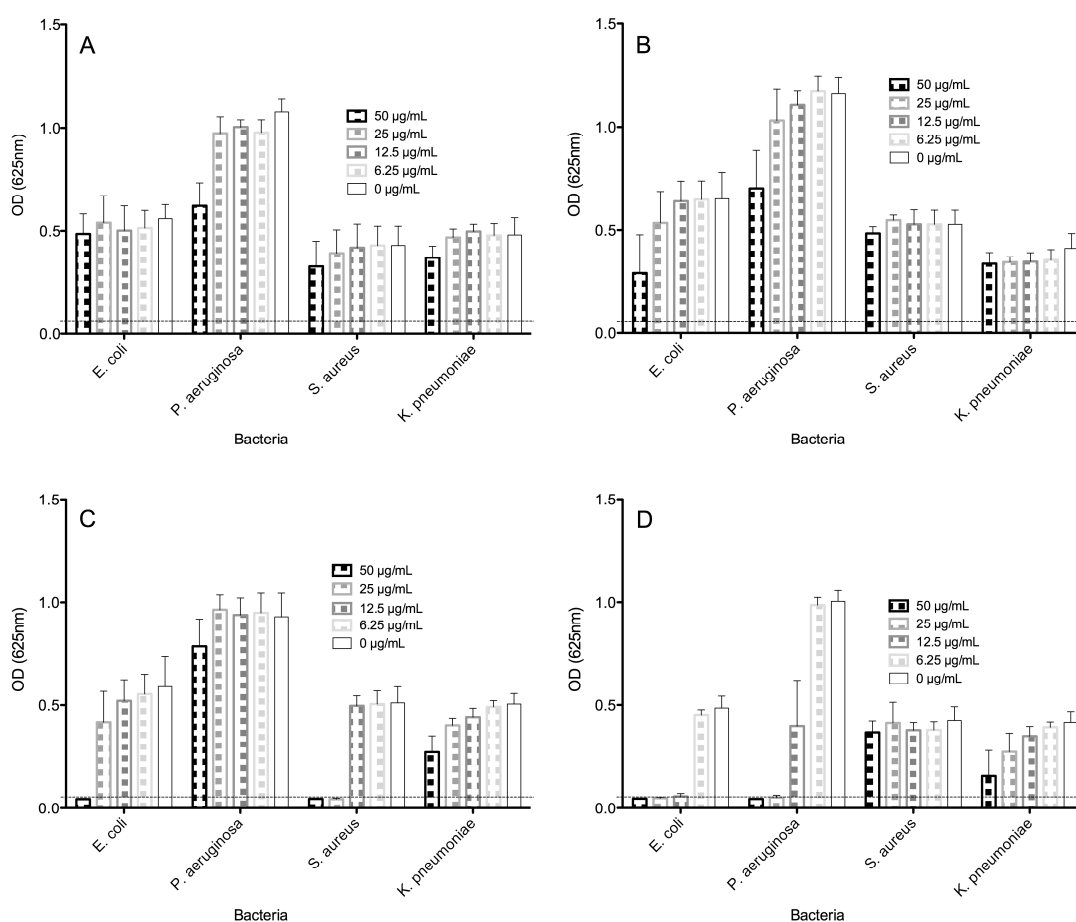 A
1.5
1.0
0.5
0.0
OD (625nm)
50 µg/mL
25 µg/mL
12.5 µg/mL
6.25 µg/mL
0 µg/mL
E. coli
P. aeruginosa
S. aureus
K. pneumoniae
Bacteria
B
1.5
1.0
0.5
0.0
OD (625nm)
50 µg/mL
25 µg/mL
12.5 µg/mL
6.25 µg/mL
0 µg/mL
E. coli
P. aeruginosa
S. aureus
K. pneumoniae
Bacteria
C
1.5
1.0
0.5
0.0
OD (625nm)
50 µg/mL
25 µg/mL
12.5 µg/mL
6.25 µg/mL
0 µg/mL
E. coli
P. aeruginosa
S. aureus
K. pneumoniae
Bacteria
D
1.5
1.0
0.5
0.0
OD (625nm)
50 µg/mL
25 µg/mL
12.5 µg/mL
6.25 µg/mL
0 µg/mL
E. coli
P. aeruginosa
S. aureus
K. pneumoniae
Bacteria